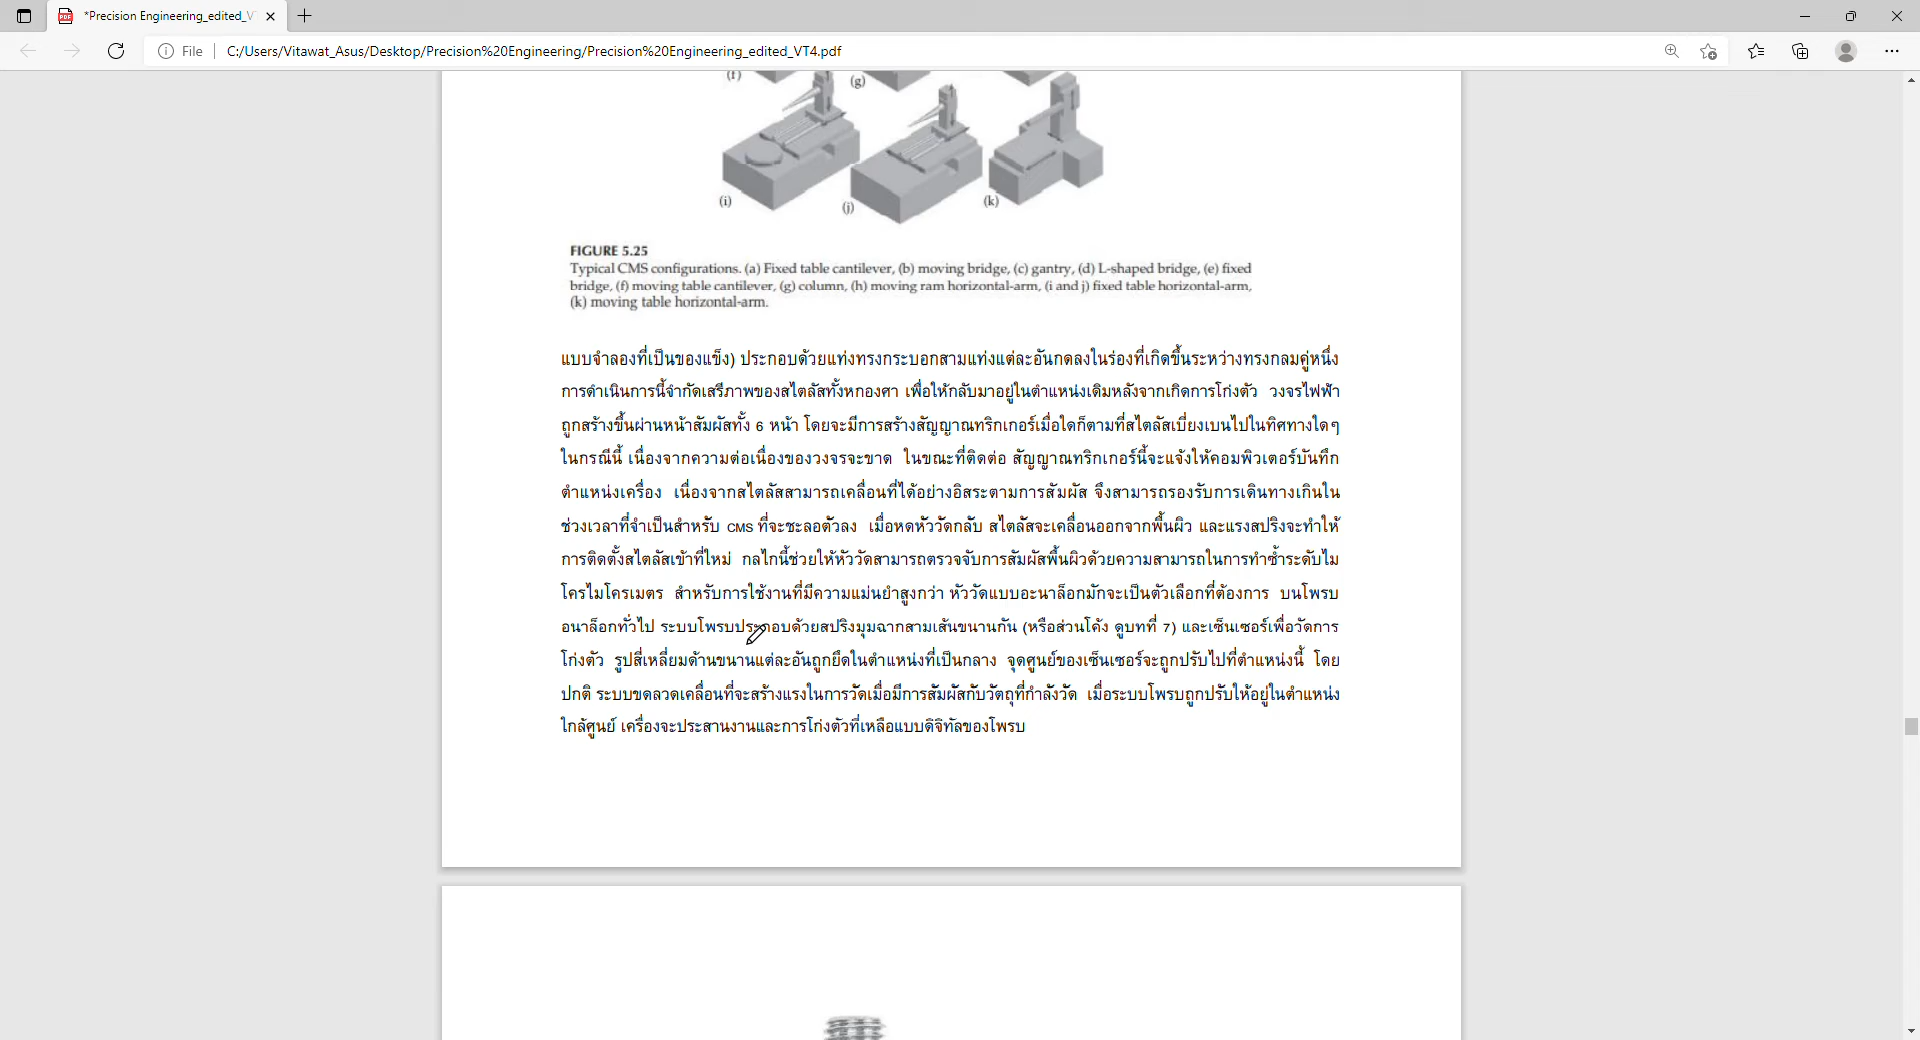 *Precision Engineering_edited_V
File
C:/Users/Vitawat_Asus/Desktop/Precision%20Engineering/Precision%20Engineering_edited_VT4.pdf
(f)
(g)
(i)
(j)
(k)
FIGURE 5.25
Typical CMS configurations. (a) Fixed table cantilever, (b) moving bridge, (c) gantry, (d) L-shaped bridge, (e) fixed
bridge, (f) moving table cantilever, (g) column, (h) moving ram horizontal-arm, (i and j) fixed table horizontal-arm,
(k) moving table horizontal-arm.
แบบจำลองที่เป็นของแข็ง) ประกอบด้วยแท่งทรงกระบอกสามแท่งแต่ละอันกดลงในร่องที่เกิดขึ้นระหว่างทรงกลมคู่หนึ่ง
การดำเนินการนี้จำกัดเสรีภาพของสไตลัสทั้งหกองศา เพื่อให้กลับมาอยู่ในตำแหน่งเดิมหลังจากเกิดการโก่งตัว วงจรไฟฟ้า
ถูกสร้างขึ้นผ่านหน้าสัมผัสทั้ง 6 หน้า โดยจะมีการสร้างสัญญาณทริกเกอร์เมื่อใดก็ตามที่สไตลัสเบี่ยงเบนไปในทิศทางใดๆ
ในกรณีนี้ เนื่องจากความต่อเนื่องของวงจรจะขาด ในขณะที่ติดต่อ สัญญาณทริกเกอร์นี้จะแจ้งให้คอมพิวเตอร์บันทึก
ตำแหน่งเครื่อง เนื่องจากสไตลัสสามารถเคลื่อนที่ได้อย่างอิสระตามการสัมผัส จึงสามารถรองรับการเดินทางเกินใน
ช่วงเวลาที่จำเป็นสำหรับ CMS ที่จะชะลอตัวลง เมื่อหดหัววัดกลับ สไตลัสจะเคลื่อนออกจากพื้นผิว และแรงสปริงจะทำให้
การติดตั้งสไตลัสเข้าที่ใหม่ กลไกนี้ช่วยให้หัววัดสามารถตรวจจับการสัมผัสพื้นผิวด้วยความสามารถในการทำซ้ำระดับไม
โครไมโครเมตร สำหรับการใช้งานที่มีความแม่นยำสูงกว่า หัววัดแบบอะนาล็อกมักจะเป็นตัวเลือกที่ต้องการ บนโพรบ
อนาล็อกทั่วไป ระบบโพรบประกอบด้วยสปริงมุมฉากสามเส้นขนานกัน (หรือส่วนโค้ง ดูบทที่ 7) และเซ็นเซอร์เพื่อวัดการ
โก่งตัว รูปสี่เหลี่ยมด้านขนานแต่ละอันถูกยึดในตำแหน่งที่เป็นกลาง จุดศูนย์ของเซ็นเซอร์จะถูกปรับไปที่ตำแหน่งนี้ โดย
ปกติ ระบบขดลวดเคลื่อนที่จะสร้างแรงในการวัดเมื่อมีการสัมผัสกับวัตถุที่กำลังวัด เมื่อระบบโพรบถูกปรับให้อยู่ในตำแหน่ง
ใกล้ศูนย์ เครื่องจะประสานงานและการโก่งตัวที่เหลือแบบดิจิทัลของโพรบ